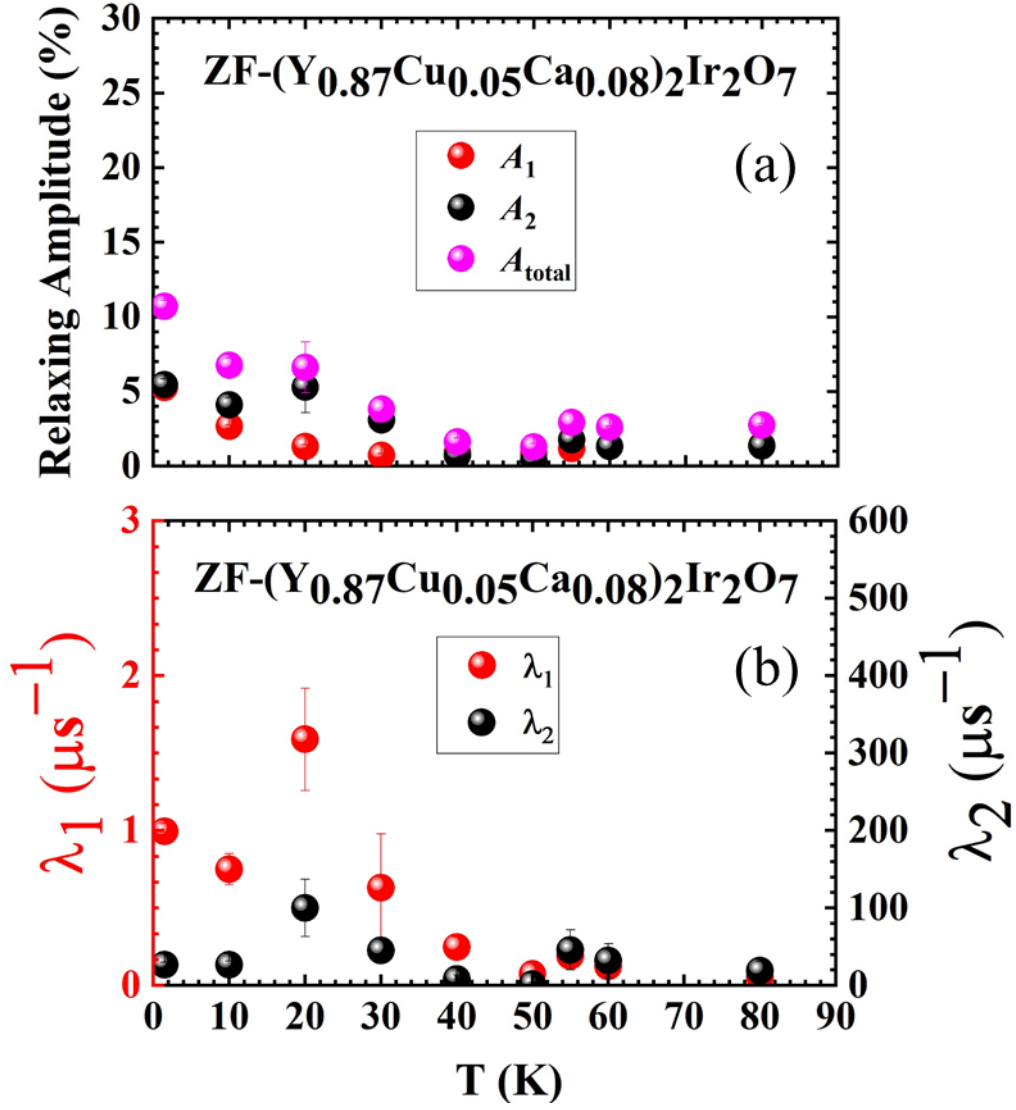 ZF-(Y0.87Cu0.05Ca0.08)2Ir2O7
(a)
A1
A2
Atotal
Relaxing Amplitude (%)
30
25
20
15
10
5
0
ZF-(Y0.87Cu0.05Ca0.08)2Ir2O7
(b)
λ1
λ2
λ1 (μs−1)
3
2
1
0
λ2 (μs−1)
600
500
400
300
200
100
0
0 10 20 30 40 50 60 70 80 90
T (K)